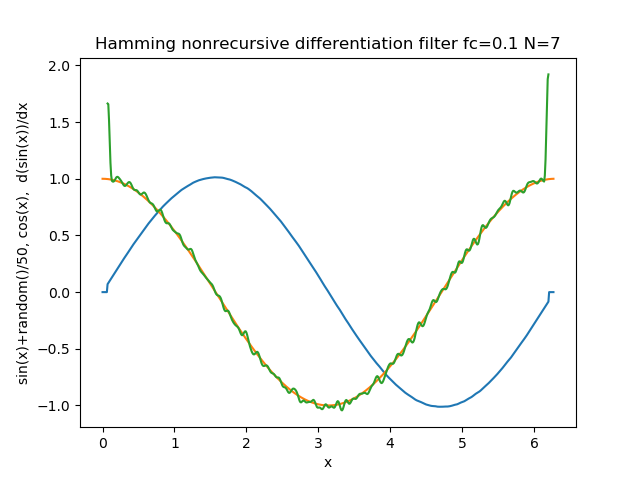 Hamming nonrecursive differentiation filter fc=0.1 N=7
sin(x)+random()/50, cos(x),  d(sin(x))/dx
2.0
1.5
1.0
0.5
0.0
−0.5
−1.0
0 1 2 3 4 5 6
x